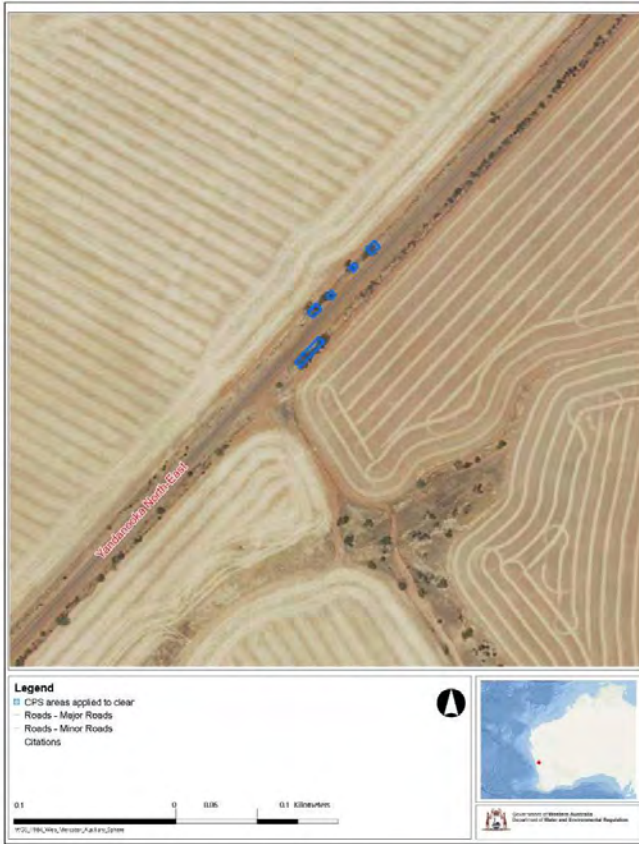 Yandanooka North East
Legend
CPS areas applied to clear
Roads - Major Roads
Roads - Minor Roads
Citations
0.1 0 0.05 0.1 Kilometers
Government of Western Australia
Department of Water and Environmental Regulation